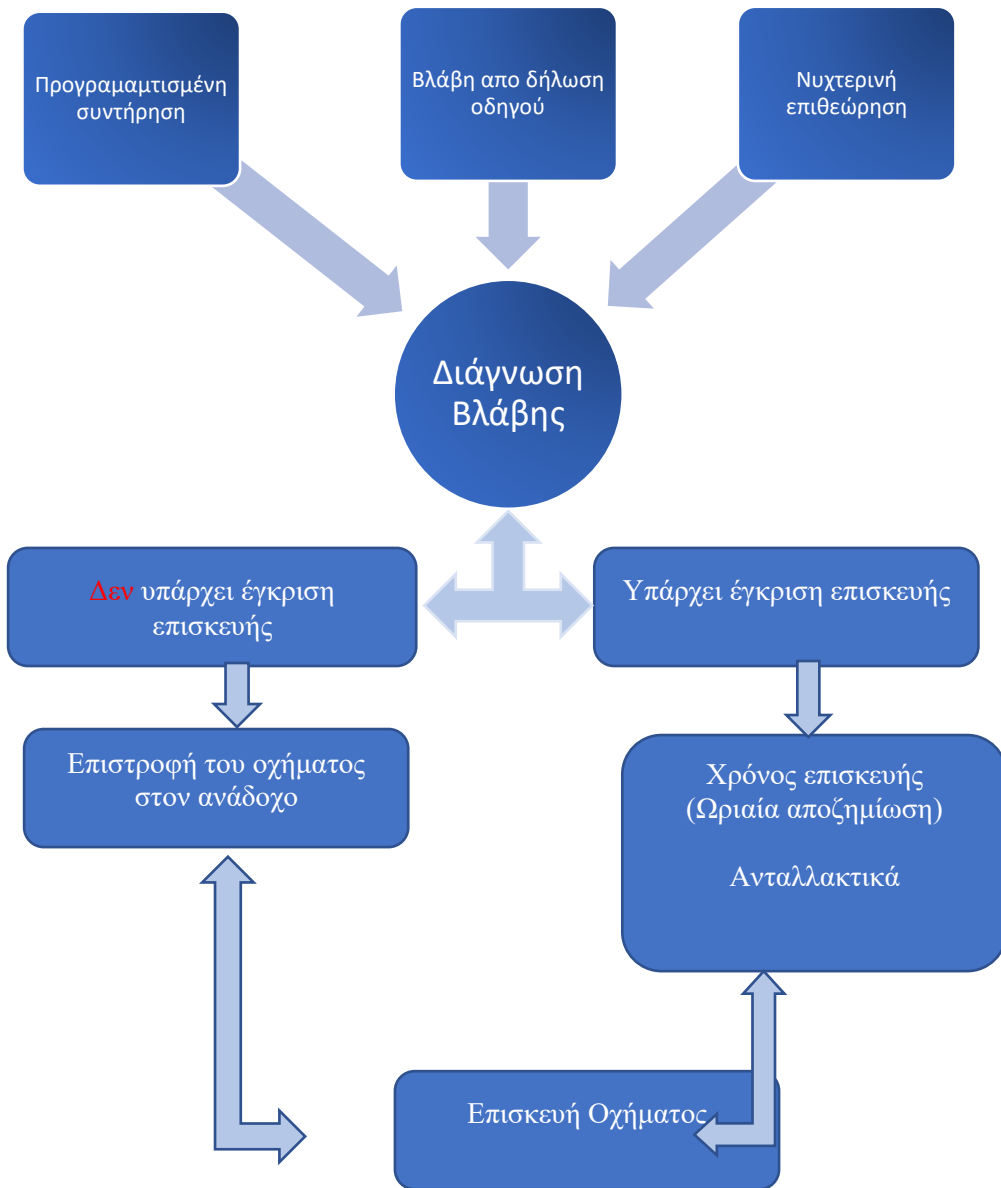 Προγραμαμτισμένη
συντήρηση
Βλάβη απο δήλωση
οδηγού
Νυχτερινή
επιθεώρηση
Διάγνωση
Βλάβης
Δεν υπάρχει έγκριση
επισκευής
Υπάρχει έγκριση επισκευής
Επιστροφή του οχήματος
στον ανάδοχο
Χρόνος επισκευής
(Ωριαία αποζημίωση)
Ανταλλακτικά
Επισκευή Οχήματος